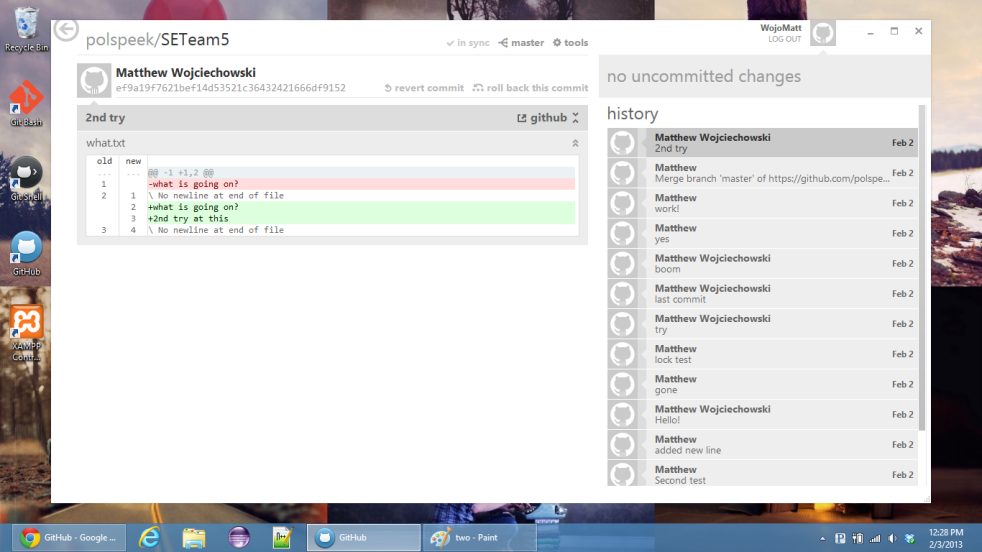 Recycle Bin
Git Bash
Git Shell
GitHub
XAMPP
Contr...
polspeek/SETeam5
in sync
master
tools
WojoMatt
LOG OUT
Matthew Wojciechowski
ef9a19f7621bef14d53521c36432421666df9152
revert commit
roll back this commit
2nd try
github
what.txt
old new
... ... @@ -1 +1,2 @@
1 -what is going on?
2 1 \ No newline at end of file
2 +what is going on?
3 +2nd try at this
3 4 \ No newline at end of file
no uncommitted changes
history
Matthew Wojciechowski
2nd try
Feb 2
Matthew
Merge branch 'master' of https://github.com/polspe...
Feb 2
Matthew
work!
Feb 2
Matthew
yes
Feb 2
Matthew Wojciechowski
boom
Feb 2
Matthew Wojciechowski
last commit
Feb 2
Matthew Wojciechowski
try
Feb 2
Matthew
lock test
Feb 2
Matthew
gone
Feb 2
Matthew Wojciechowski
Hello!
Feb 2
Matthew
added new line
Feb 2
Matthew
Second test
Feb 2
GitHub - Google ...
GitHub
two - Paint
12:28 PM
2/3/2013